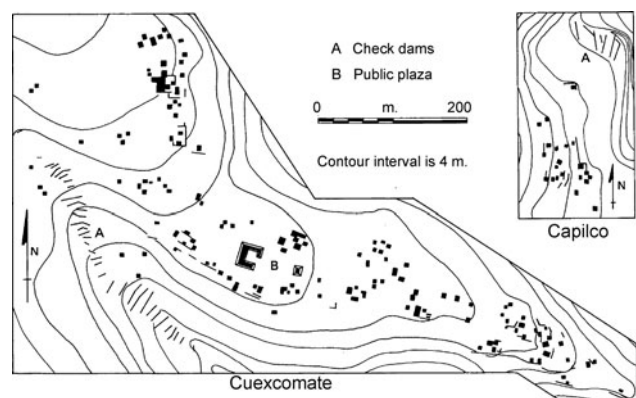 A Check dams
B Public plaza
0 m. 200
Contour interval is 4 m.
A
N
Capilco
A
N
B
Cuexcomate